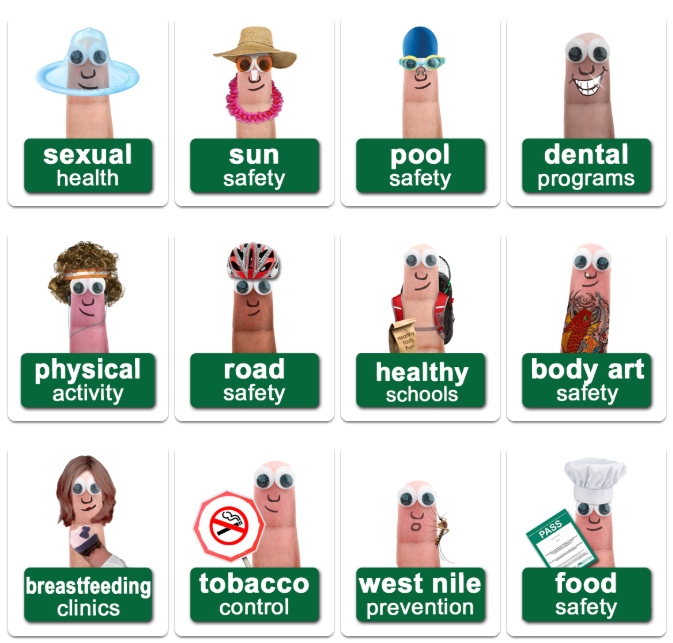 sexual
health
sun
safety
pool
safety
dental
programs
physical
activity
road
safety
healthy
schools
body art
safety
breastfeeding
clinics
tobacco
control
west nile
prevention
PASS
food
safety